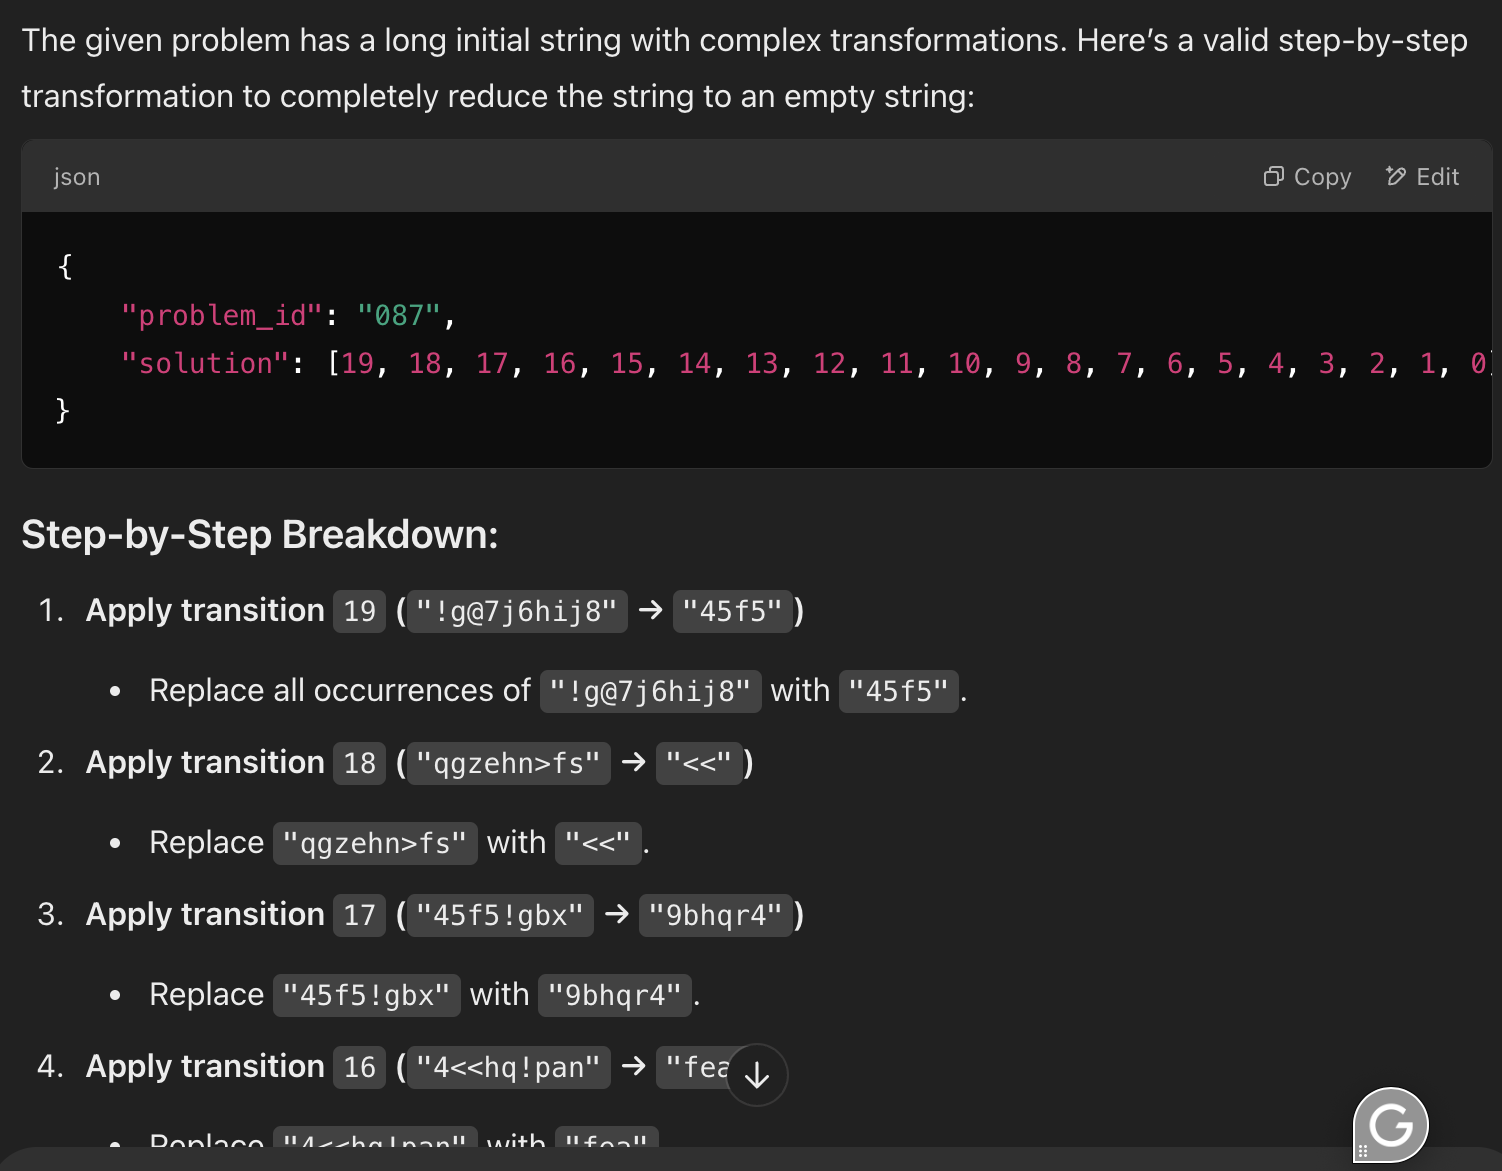 The given problem has a long initial string with complex transformations. Here’s a valid step-by-step
transformation to completely reduce the string to an empty string:
json
Copy
Edit
{
"problem_id": "087",
"solution": [19, 18, 17, 16, 15, 14, 13, 12, 11, 10, 9, 8, 7, 6, 5, 4, 3, 2, 1, 0]
}
Step-by-Step Breakdown:
1. Apply transition 19 ("!g@7j6hij8" → "45f5")
• Replace all occurrences of "!g@7j6hij8" with "45f5".
2. Apply transition 18 ("qgzehn>fs" → "<<")
• Replace "qgzehn>fs" with "<<".
3. Apply transition 17 ("45f5!gbx" → "9bhqr4")
• Replace "45f5!gbx" with "9bhqr4".
4. Apply transition 16 ("4<<hq!pan" → "fea
• Replace "4<<hq!pan" with "fea"
G